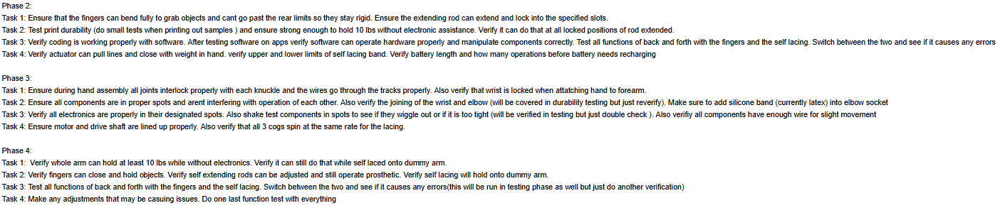 Phase 2:
Task 1: Ensure that the fingers can bend fully to grab objects and cant go past the rear limits so they stay rigid. Ensure the extending rod can extend and lock into the specified slots.
Task 2: Test print durability (do small tests when printing out samples ) and ensure strong enough to hold 10 lbs without electronic assistance. Verify it can do that at all locked positions of rod extended.
Task 3: Verify coding is working properly with software. After testing software on apps verify software can operate hardware properly and manipulate components correctly. Test all functions of back and forth with the fingers and the self lacing. Switch between the two and see if it causes any errors
Task 4: Verify actuator can pull lines and close with weight in hand. verify upper and lower limits of self lacing band. Verify battery length and how many operations before battery needs recharging
Phase 3:
Task 1: Ensure during hand assembly all joints interlock properly with each knuckle and the wires go through the tracks properly. Also verify that wrist is locked when attatching hand to forearm.
Task 2: Ensure all components are in proper spots and arent interfering with operation of each other. Also verify the joining of the wrist and elbow (will be covered in durability testing but just reverify). Make sure to add silicone band (currently latex) into elbow socket
Task 3: Verify all electronics are properly in their designated spots. Also shake test components in spots to see if they wiggle out or if it is too tight (will be verified in testing but just double check ). Also verifiy all components have enough wire for slight movement
Task 4: Ensure motor and drive shaft are lined up properly. Also verify that all 3 cogs spin at the same rate for the lacing.
Phase 4:
Task 1:  Verify whole arm can hold at least 10 lbs while without electronics. Verify it can still do that while self laced onto dummy arm.
Task 2: Verify fingers can close and hold objects. Verify self extending rods can be adjusted and still operate prosthetic. Verify self lacing will hold onto dummy arm.
Task 3: Test all functions of back and forth with the fingers and the self lacing. Switch between the two and see if it causes any errors(this will be run in testing phase as well but just do another verification)
Task 4: Make any adjustments that may be casuing issues. Do one last function test with everything